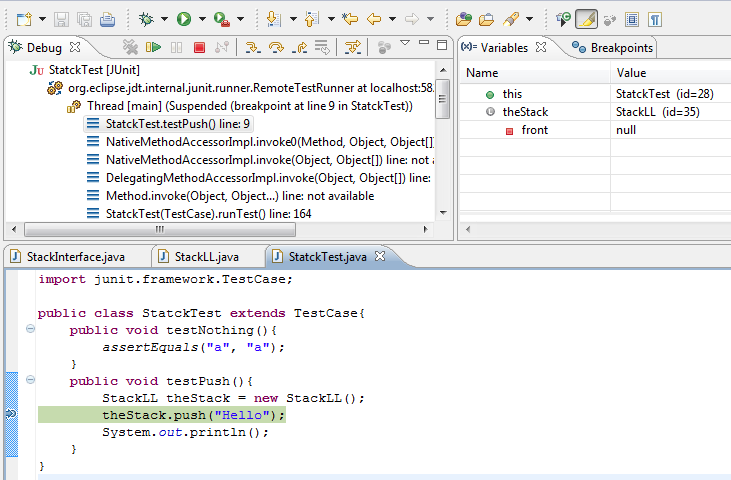 Debug
StatckTest [JUnit]
org.eclipse.jdt.internal.junit.runner.RemoteTestRunner at localhost:58
Thread [main] (Suspended (breakpoint at line 9 in StatckTest))
StatckTest.testPush() line: 9
NativeMethodAccessorImpl.invoke0(Method, Object, Object[])
NativeMethodAccessorImpl.invoke(Object, Object[]) line: not a
DelegatingMethodAccessorImpl.invoke(Object, Object[]) line:
Method.invoke(Object, Object...) line: not available
StatckTest(TestCase).runTest() line: 164
(x)= Variables
Breakpoints
Name Value
this StatckTest (id=28)
theStack StackLL (id=35)
front null
StackInterface.java StackLL.java StatckTest.java
import junit.framework.TestCase;
public class StatckTest extends TestCase{
public void testNothing(){
assertEquals("a", "a");
}
public void testPush(){
StackLL theStack = new StackLL();
theStack.push("Hello");
System.out.println();
}
}